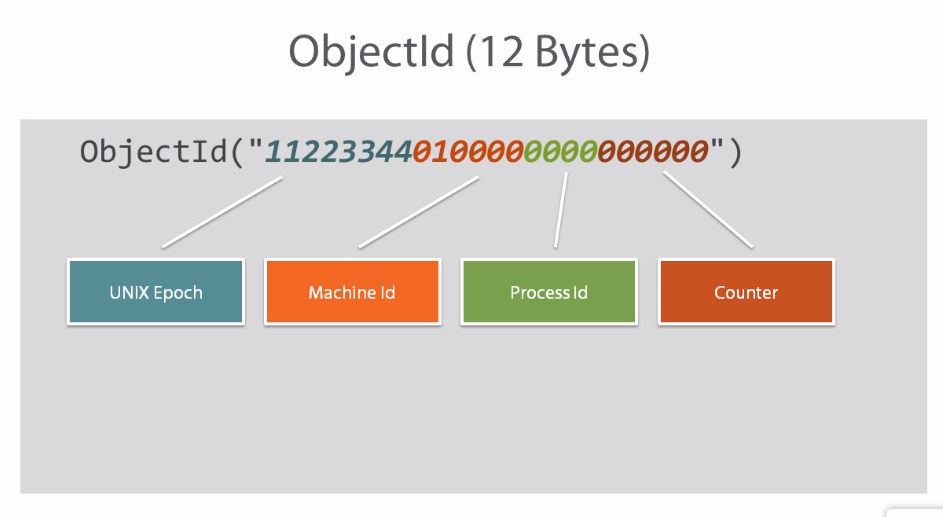 ObjectId (12 Bytes)
ObjectId("112233440100000000000000")
UNIX Epoch
Machine Id
Process Id
Counter